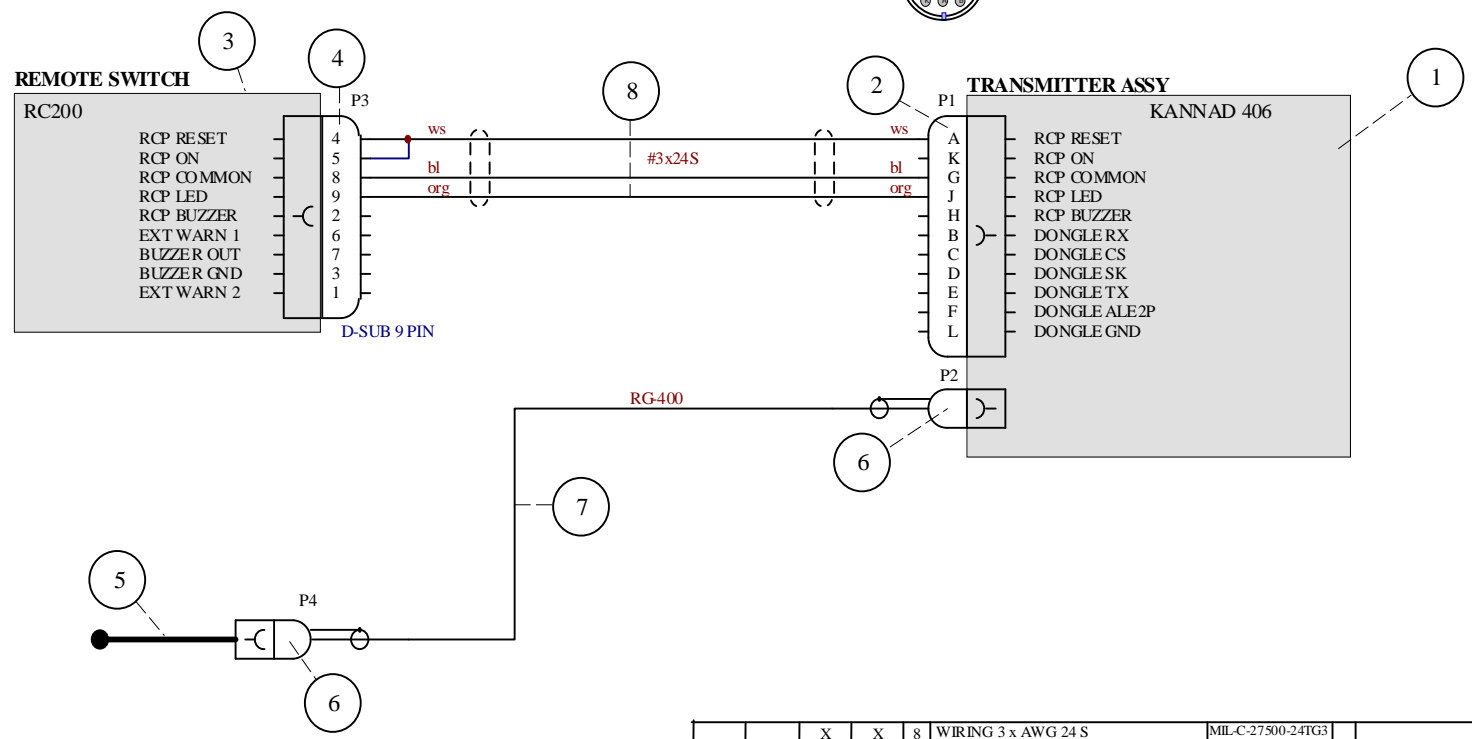 3
4
8
2
1
REMOTE SWITCH
RC200
P3
TRANSMITTER ASSY
P1
KANNAD 406
RCP RESET 4 ws ws A RCP RESET
RCP ON 5 #3x24S K RCP ON
RCP COMMON 8 bl bl G RCP COMMON
RCP LED 9 org org J RCP LED
RCP BUZZER 2 H RCP BUZZER
EXT WARN 1 6 B DONGLE RX
BUZZER OUT 7 C DONGLE CS
BUZZER GND 3 D DONGLE SK
EXT WARN 2 1 E DONGLE TX
F DONGLE ALE2P
L DONGLE GND
D-SUB 9 PIN
P2
RG-400
6
7
5
P4
6
X X 8 WIRING 3 x AWG 24 S MIL-C-27500-24TG3